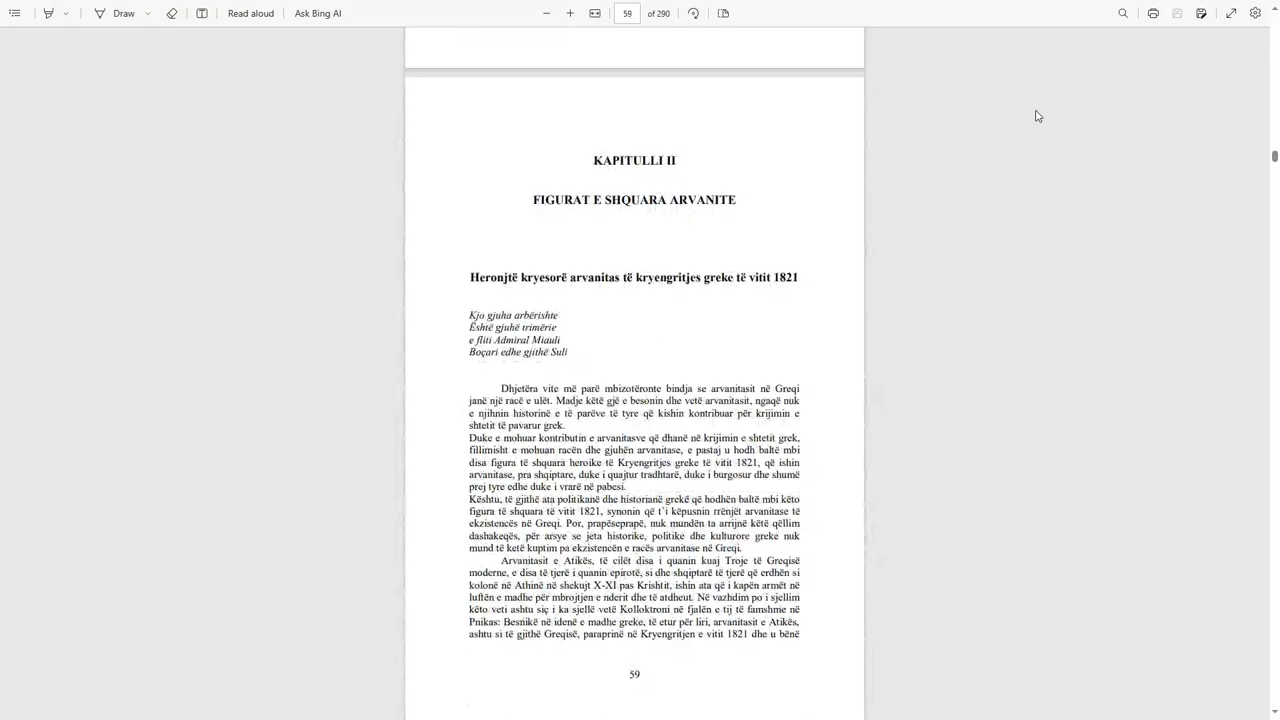 Draw
Read aloud
Ask Bing AI
59
of 290
KAPITULLI II
FIGURAT E SHQUARA ARVANITE
Heronjtë kryesorë arvanitas të kryengritjes greke të vitit 1821
Kjo gjuha arbërishte
Është gjuhë trimërie
e fliti Admiral Miauli
Boçari edhe gjithë Suli
Dhjetëra vite më parë mbizotëronte bindja se arvanitasit në Greqi
janë një racë e ulët. Madje këtë gjë e besonin dhe vetë arvanitasit, ngaqë nuk
e njihnin historinë e të parëve të tyre që kishin kontribuar për krijimin e
shtetit të pavarur grek.
Duke e mohuar kontributin e arvanitasve që dhanë në krijimin e shtetit grek,
fillimisht e mohuan racën dhe gjuhën arvanitase, e pastaj u hodh baltë mbi
disa figura të shquara heroike të Kryengritjes greke të vitit 1821, që ishin
arvanitase, pra shqiptare, duke i quajtur tradhtarë, duke i burgosur dhe shumë
prej tyre edhe duke i vrarë në pabesi.
Kështu, të gjithë ata politikanë dhe historianë grekë që hodhën baltë mbi këto
figura të shquara të vitit 1821, synonin që t`i këpusnin rrënjët arvanitase të
ekzistencës në Greqi. Por, prapëseprapë, nuk mundën ta arrijnë këtë qëllim
dashakeqës, për arsye se jeta historike, politike dhe kulturore greke nuk
mund të ketë kuptim pa ekzistencën e racës arvanitase në Greqi.
Arvanitasit e Atikës, të cilët disa i quanin kuaj Troje të Greqisë
moderne, e disa të tjerë i quanin epirotë, si dhe shqiptarë të tjerë që erdhën si
kolonë në Athinë në shekujt X-XI pas Krishtit, ishin ata që i kapën armët në
luftën e madhe për mbrojtjen e nderit dhe të atdheut. Në vazhdim po i sjellim
këto veti ashtu siç i ka sjellë vetë Kolloktroni në fjalën e tij të famshme në
Pnikas: Besnikë në idenë e madhe greke, të etur për liri, arvanitasit e Atikës,
ashtu si të gjithë Greqisë, paraprinë në Kryengritjen e vitit 1821 dhe u bënë
59